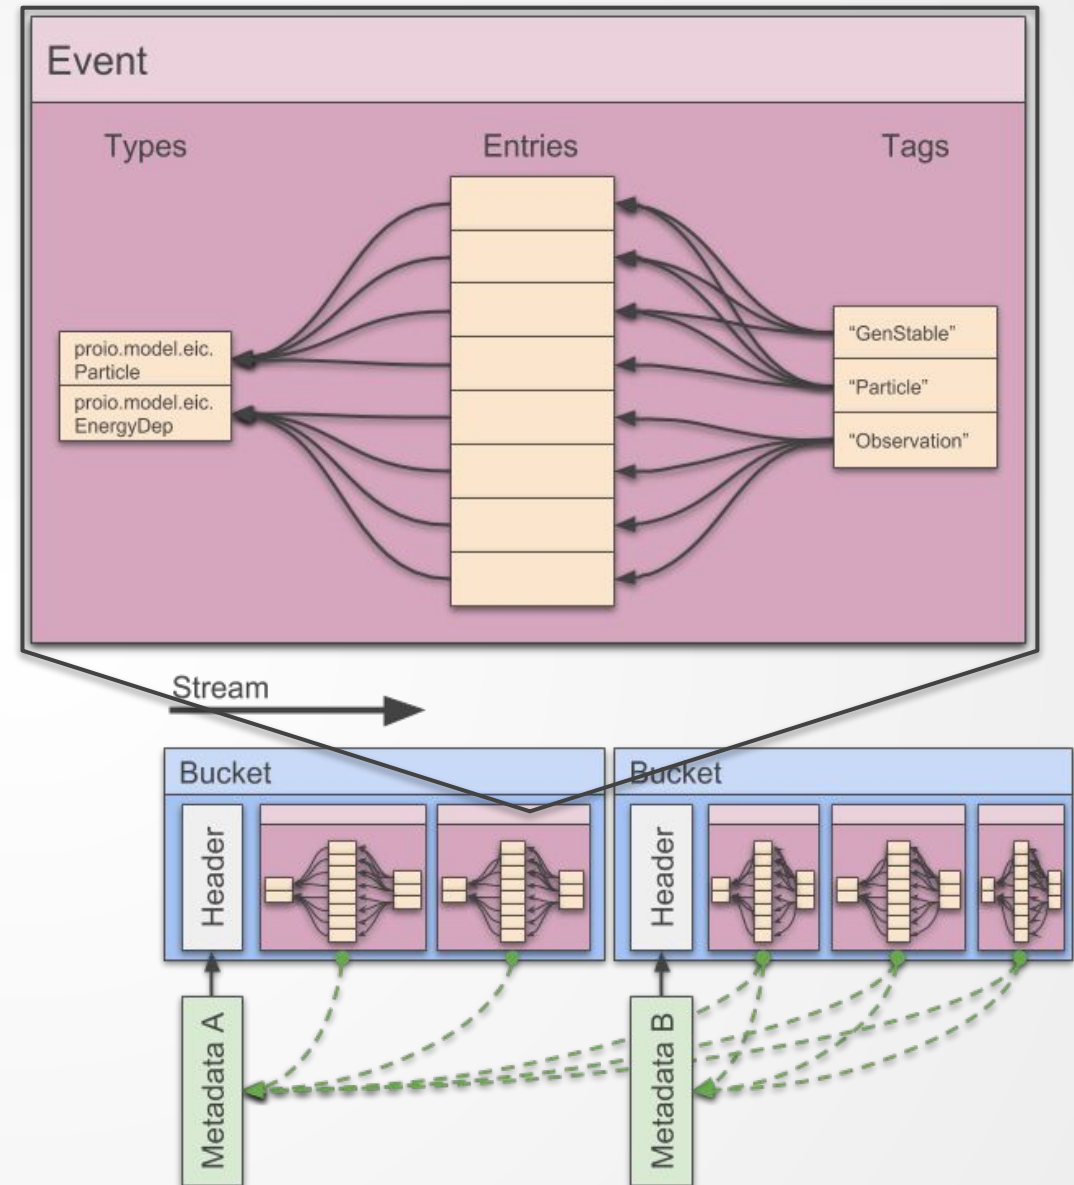 Event
Types
Entries
Tags
proio.model.eic.
Particle
proio.model.eic.
EnergyDep
“GenStable”
“Particle”
“Observation”
Stream
Bucket
Bucket
Header
Header
Metadata A
Metadata B